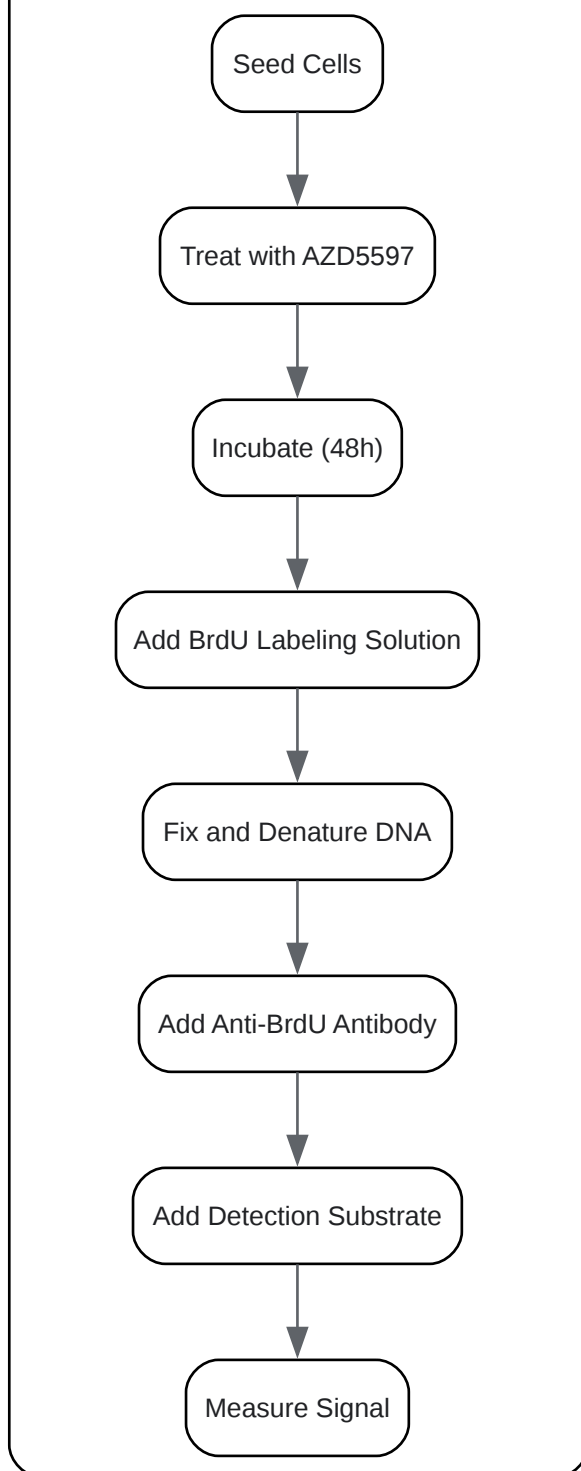 Seed Cells
Treat with AZD5597
Incubate (48h)
Add BrdU Labeling Solution
Fix and Denature DNA
Add Anti-BrdU Antibody
Add Detection Substrate
Measure Signal